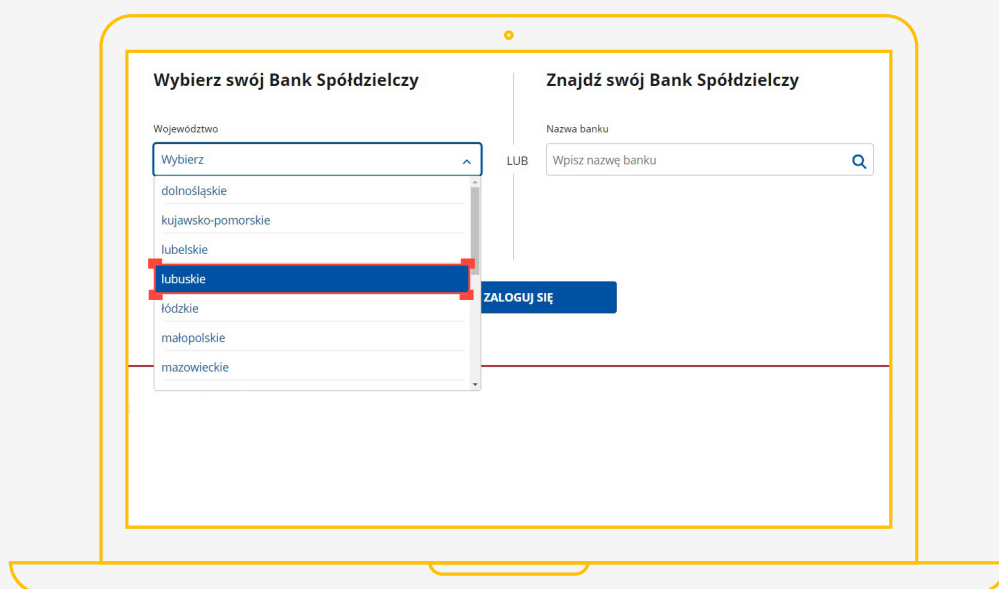 Wybierz swój Bank Spółdzielczy
Województwo
Wybierz
dolnośląskie
kujawsko-pomorskie
lubelskie
lubuskie
łódzkie
małopolskie
mazowieckie
LUB
Znajdź swój Bank Spółdzielczy
Nazwa banku
Wpisz nazwę banku
ZALOGUJ SIĘ